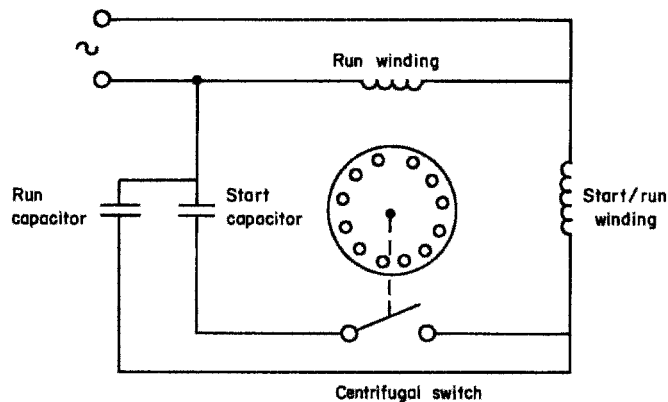 Run winding
Run
capacitor
Start
capacitor
Start/run
winding
Centrifugal switch